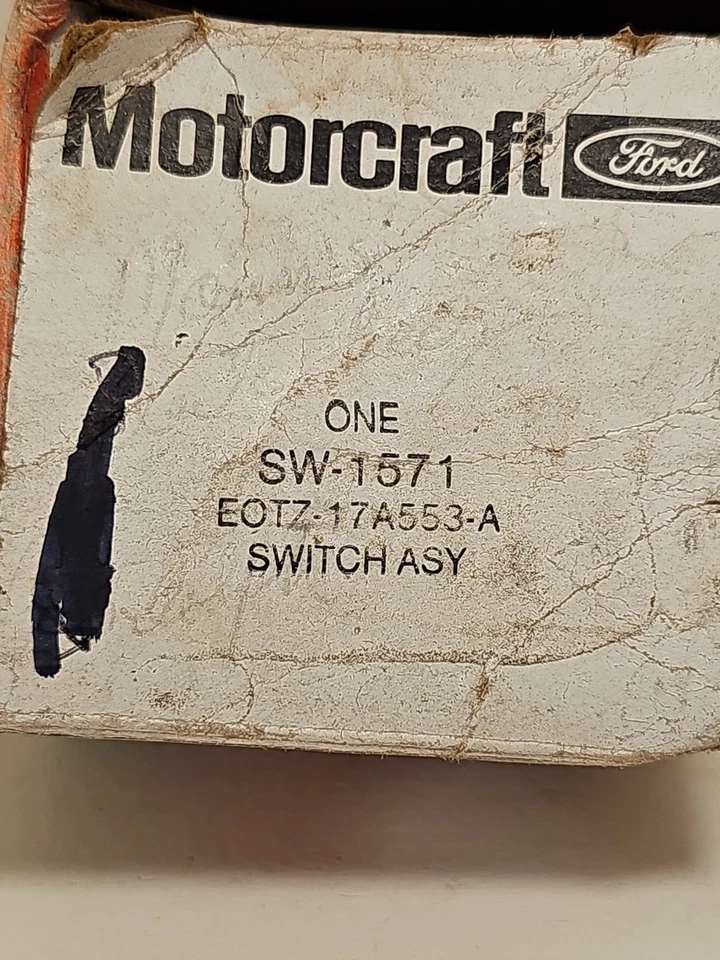 Motorcraft Ford
ONE
SW-1571
EOTZ-17A553-A
SWITCH ASY